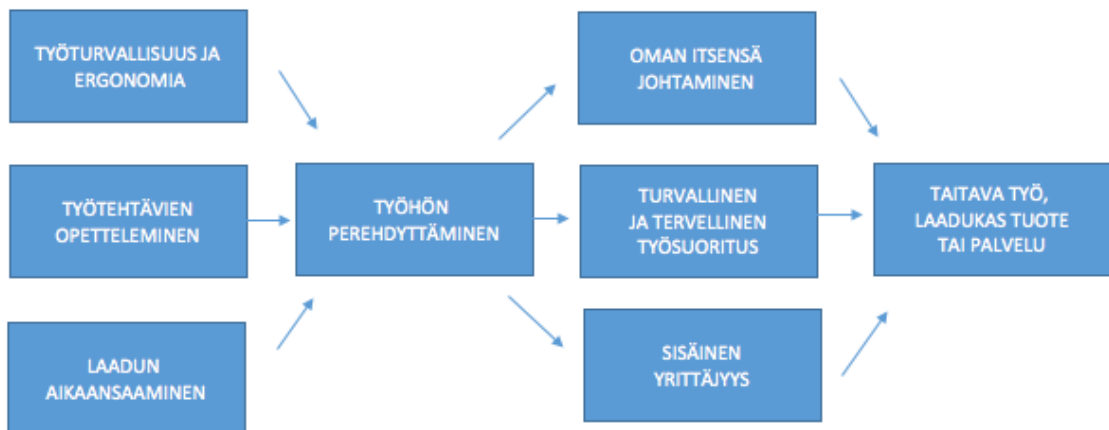 TYÖTURVALLISUUS JA
ERGONOMIA
OMAN ITSENSÄ
JOHTAMINEN
TYÖTEHTÄVIEN
OPETTELEMINEN
TYÖHÖN
PEREHDYTTÄMINEN
TURVALLINEN
JA TERVELLINEN
TYÖSUORITUS
TAITAVA TYÖ,
LAADUKAS TUOTE
TAI PALVELU
LAADUN
AIKAANSAAMINEN
SISÄINEN
YRITTÄJYYS